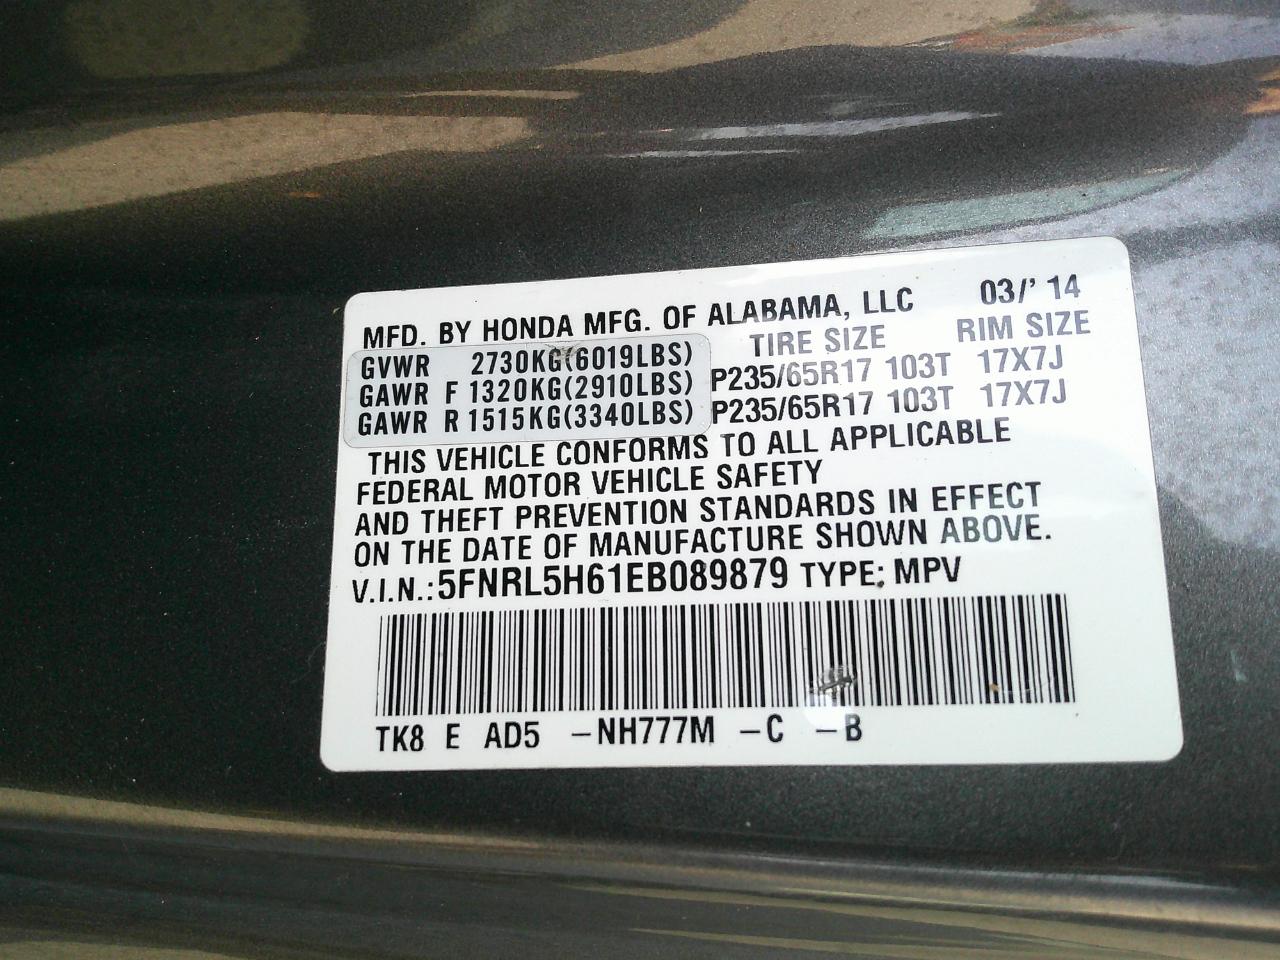 MFD. BY HONDA MFG. OF ALABAMA, LLC 03/' 14
TIRE SIZE RIM SIZE
GVWR 2730KG(6019LBS)
GAWR F 1320KG(2910LBS) P235/65R17 103T 17X7J
GAWR R 1515KG(3340LBS) P235/65R17 103T 17X7J
THIS VEHICLE CONFORMS TO ALL APPLICABLE
FEDERAL MOTOR VEHICLE SAFETY
AND THEFT PREVENTION STANDARDS IN EFFECT
ON THE DATE OF MANUFACTURE SHOWN ABOVE.
V.I.N.: 5FNRL5H61EB089879 TYPE: MPV
TK8 E AD5 -NH777M -C -B